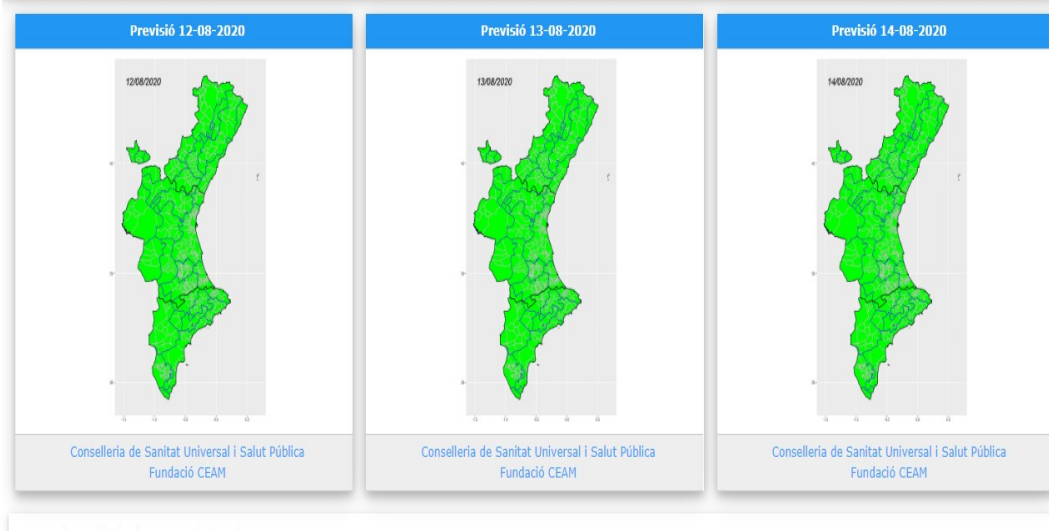 Previsió 12-08-2020
12/08/2020
Conselleria de Sanitat Universal i Salut Pública
Fundació CEAM
Previsió 13-08-2020
13/08/2020
Conselleria de Sanitat Universal i Salut Pública
Fundació CEAM
Previsió 14-08-2020
14/08/2020
Conselleria de Sanitat Universal i Salut Pública
Fundació CEAM